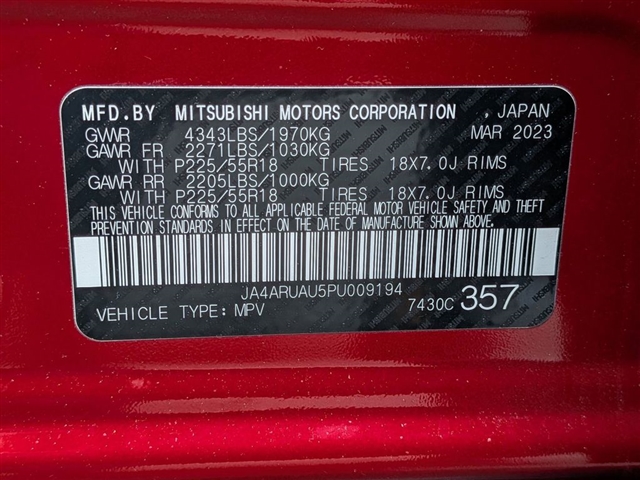 MFD.BY MITSUBISHI MOTORS CORPORATION , JAPAN
GVWR 4343LBS/1970KG MAR 2023
GAWR FR 2271LBS/1030KG
WITH P225/55R18 TIRES 18X7.0J RIMS
GAWR RR 2205LBS/1000KG
WITH P225/55R18 TIRES 18X7.0J RIMS
THIS VEHICLE CONFORMS TO ALL APPLICABLE FEDERAL MOTOR VEHICLE SAFETY AND THEFT
PREVENTION STANDARDS IN EFFECT ON THE DATE OF MANUFACTURE SHOWN ABOVE.
JA4ARUAU5PU009194
VEHICLE TYPE: MPV 7430C 357